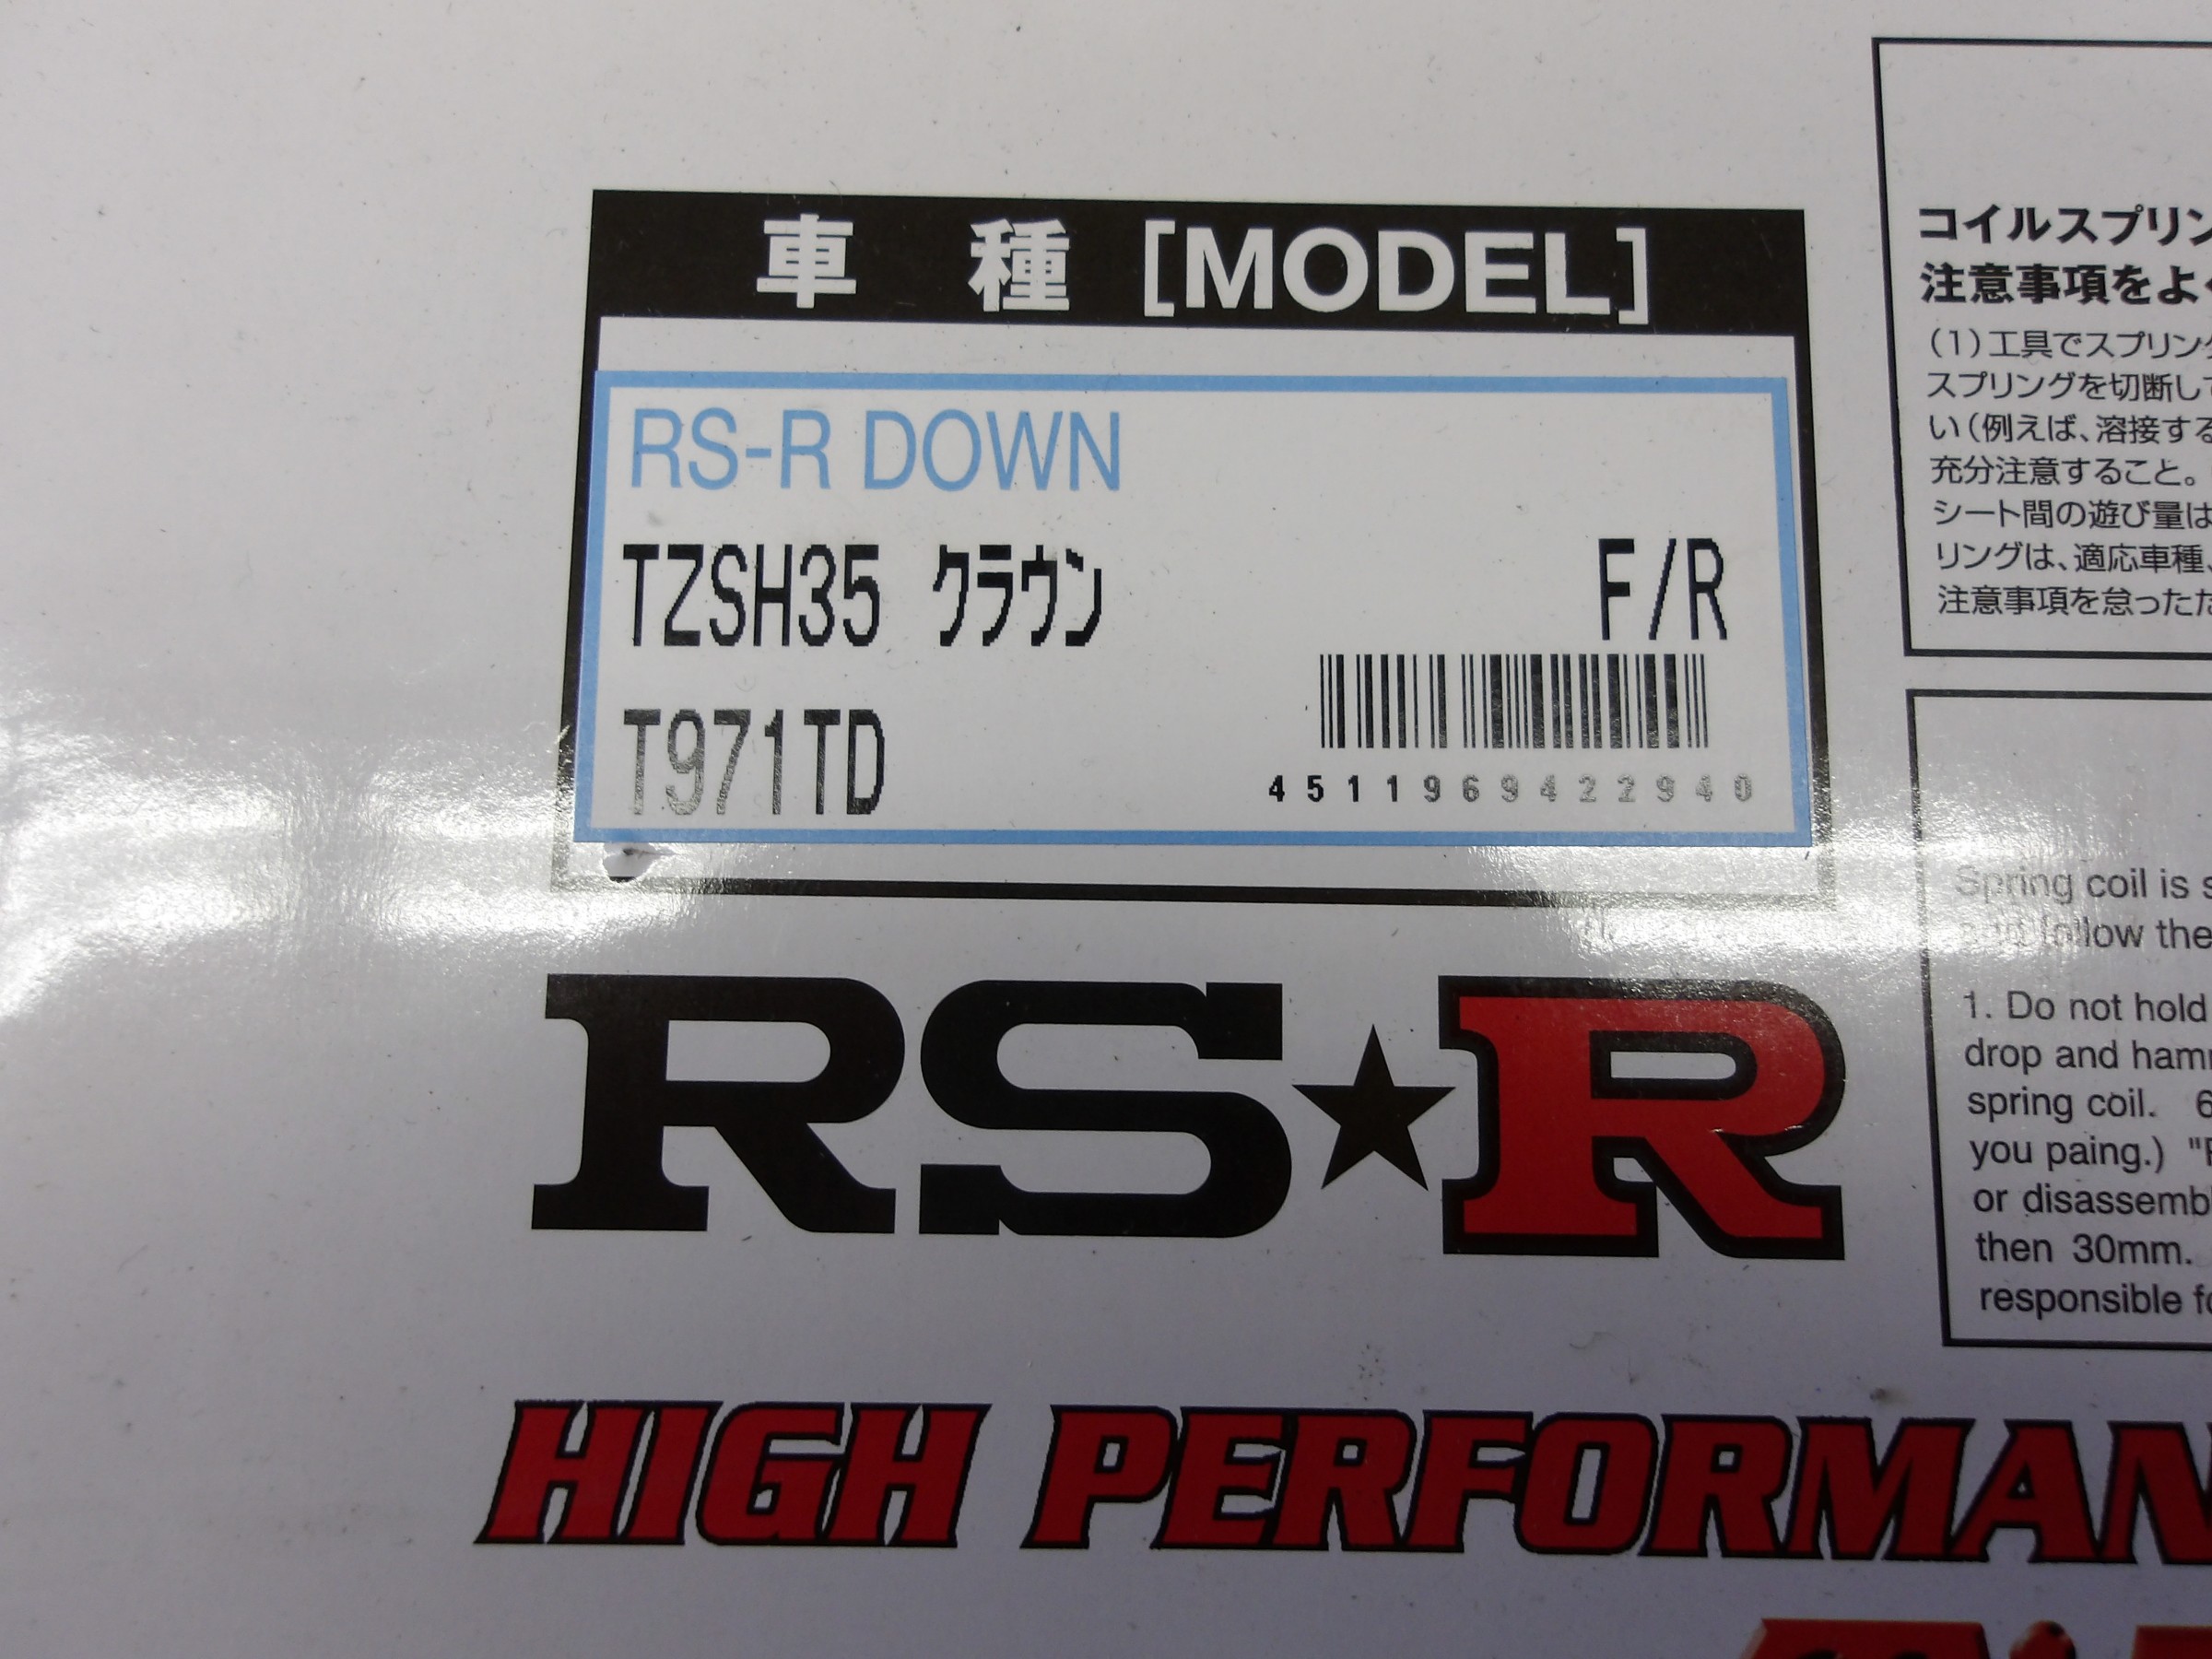 車 種 [MODEL]
RS-R DOWN
TZSH35 クラウン F/R
T971TD
4511969422940
RS★R
HIGH PERFORMAN
コイルスプリン
注意事項をよ
(1)工具でスプリン
スプリングを切断して
い(例えば、溶接する
充分注意すること。
シート間の遊び量は
リングは、適応車種、
注意事項を怠った
Spring coil is
and follow the
1. Do not hold
drop and ham
spring coil. 6
you paing.) "
or disassemb
then 30mm.
responsible